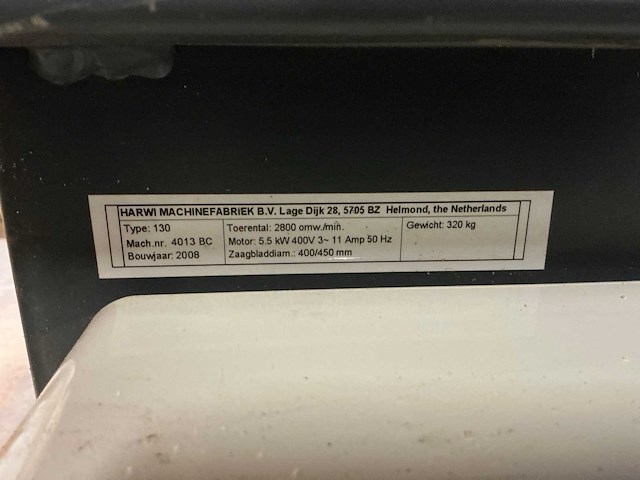 HARWI MACHINEFABRIEK B.V. Lage Dijk 28, 5705 BZ Helmond, the Netherlands
Type: 130
Mach.nr. 4013 BC
Bouwjaar: 2008
Toerental: 2800 omw./min.
Motor: 5.5 kW 400V 3~ 11 Amp 50 Hz
Zaagbladdiam.: 400/450 mm
Gewicht: 320 kg